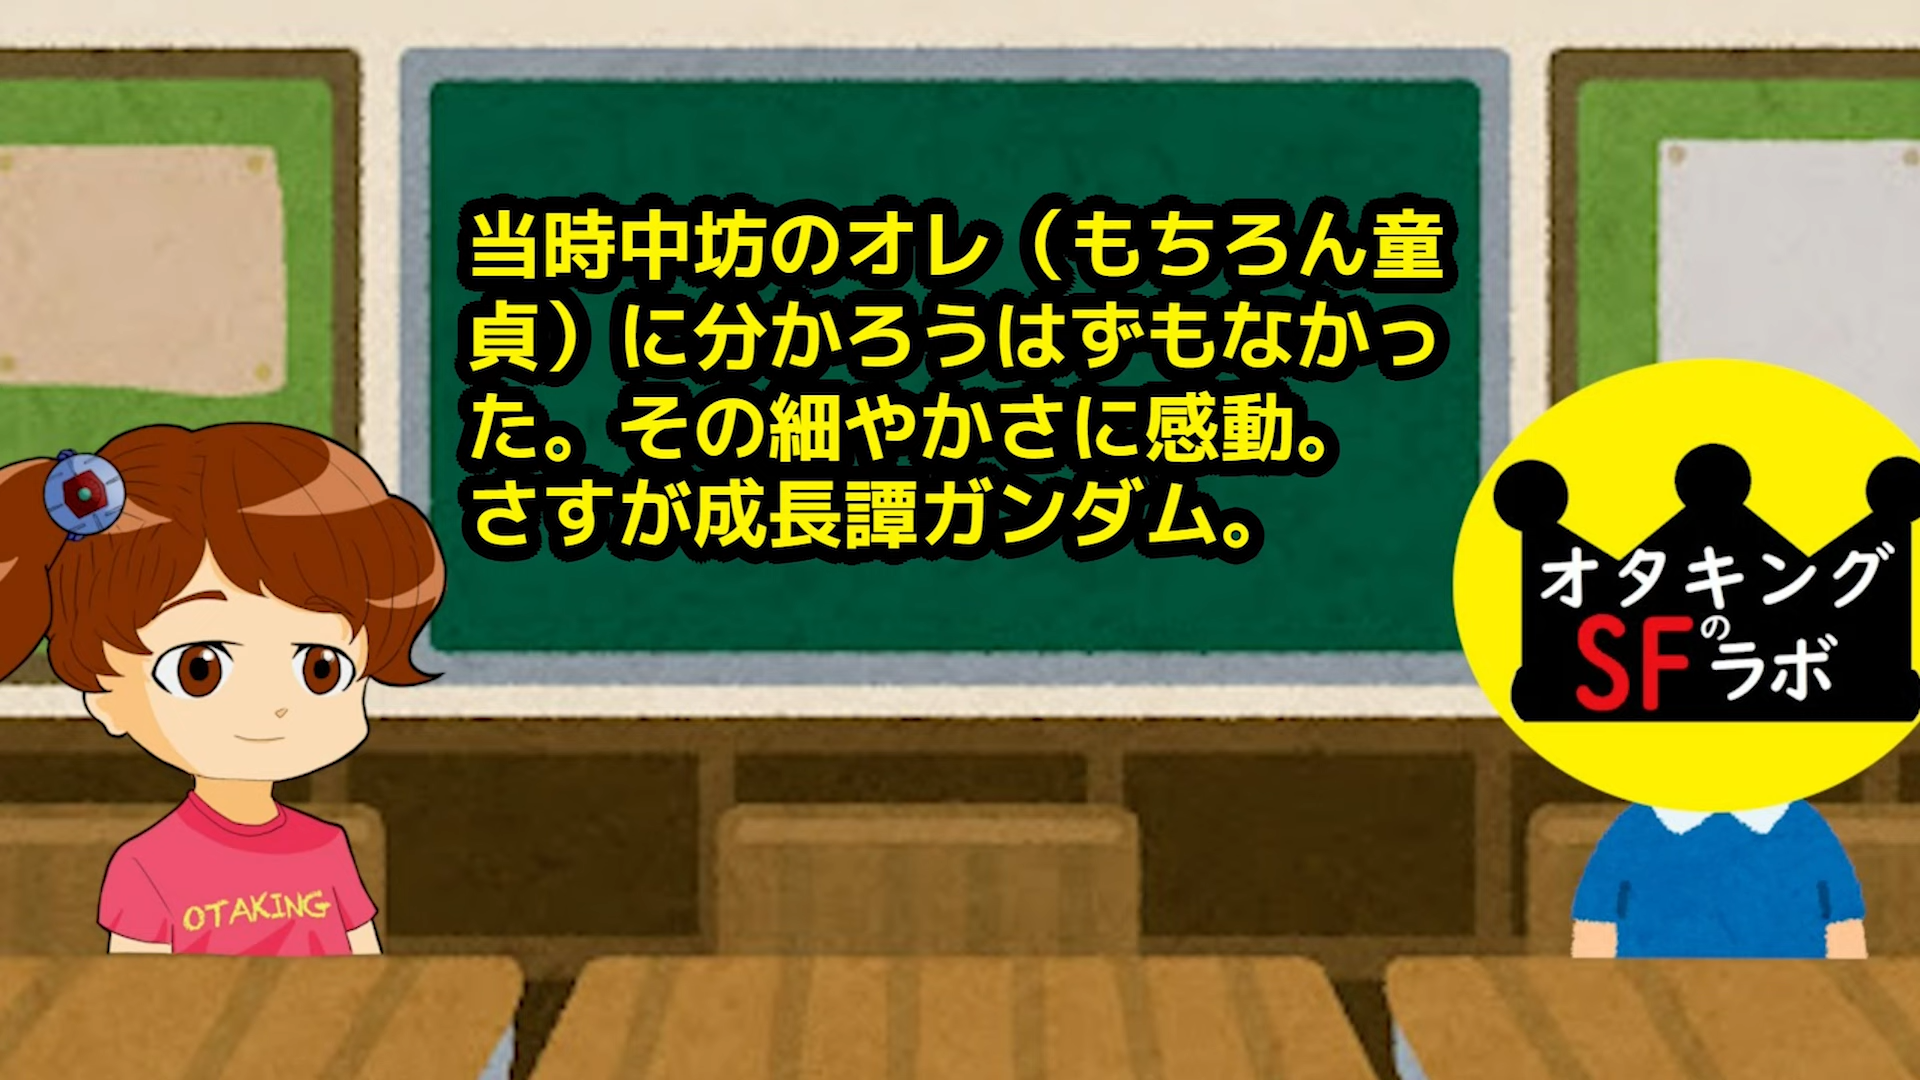 当時中坊のオレ（もちろん童
貞）に分かろうはずもなかっ
た。その細やかさに感動。
さすが成長譚ガンダム。
オタキング
SFのラボ
OTAKING